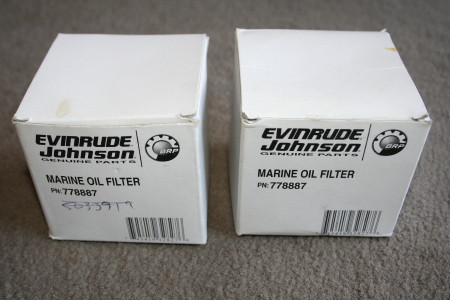 EVINRUDE
Johnson
GENUINE PARTS
BRP
MARINE OIL FILTER
PN: 778887
EVINRUDE
Johnson
GENUINE PARTS
BRP
MARINE OIL FILTER
PN: 778887